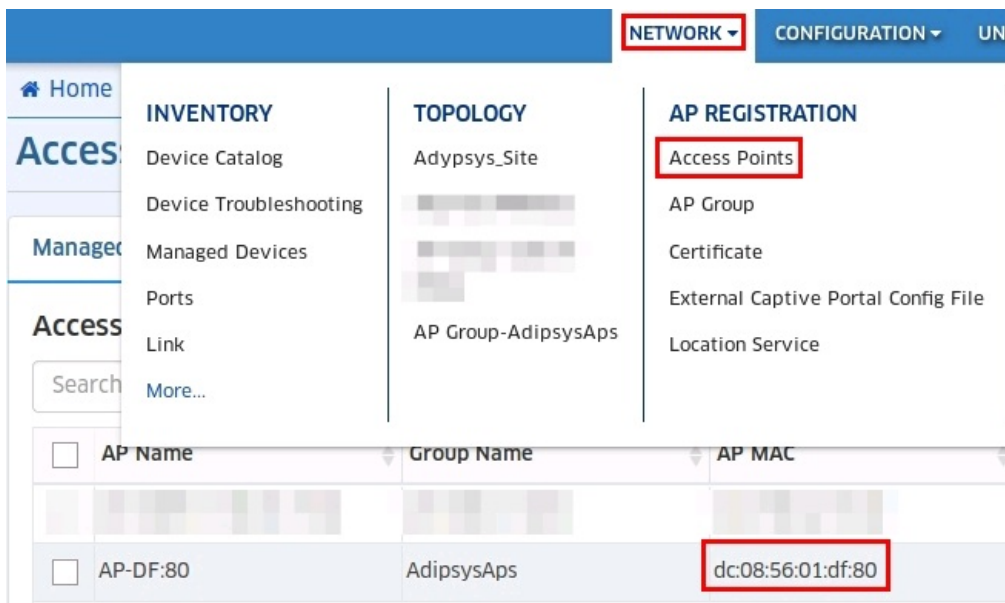 NETWORK
CONFIGURATION
UN
Home
Acces
INVENTORY
Device Catalog
Device Troubleshooting
Managed Devices
Ports
Link
More...
TOPOLOGY
Adypsys_Site
AP Group-AdipsysAps
AP REGISTRATION
Access Points
AP Group
Certificate
External Captive Portal Config File
Location Service
Managed
Access
Search
AP Name
Group Name
AP MAC
AP-DF:80
AdipsysAps
dc:08:56:01:df:80